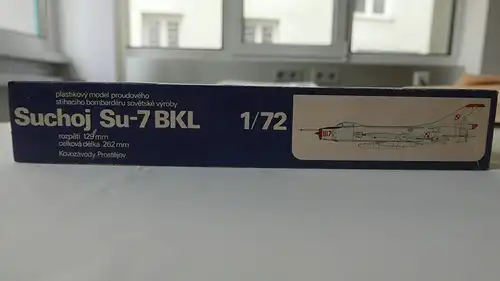 plastikový model proudového
stíhacího bombardéru sovětské výroby
Suchoj Su-7 BKL 1/72
rozpětí 129 mm
celková délka 262 mm
Kovozávody Prostějov